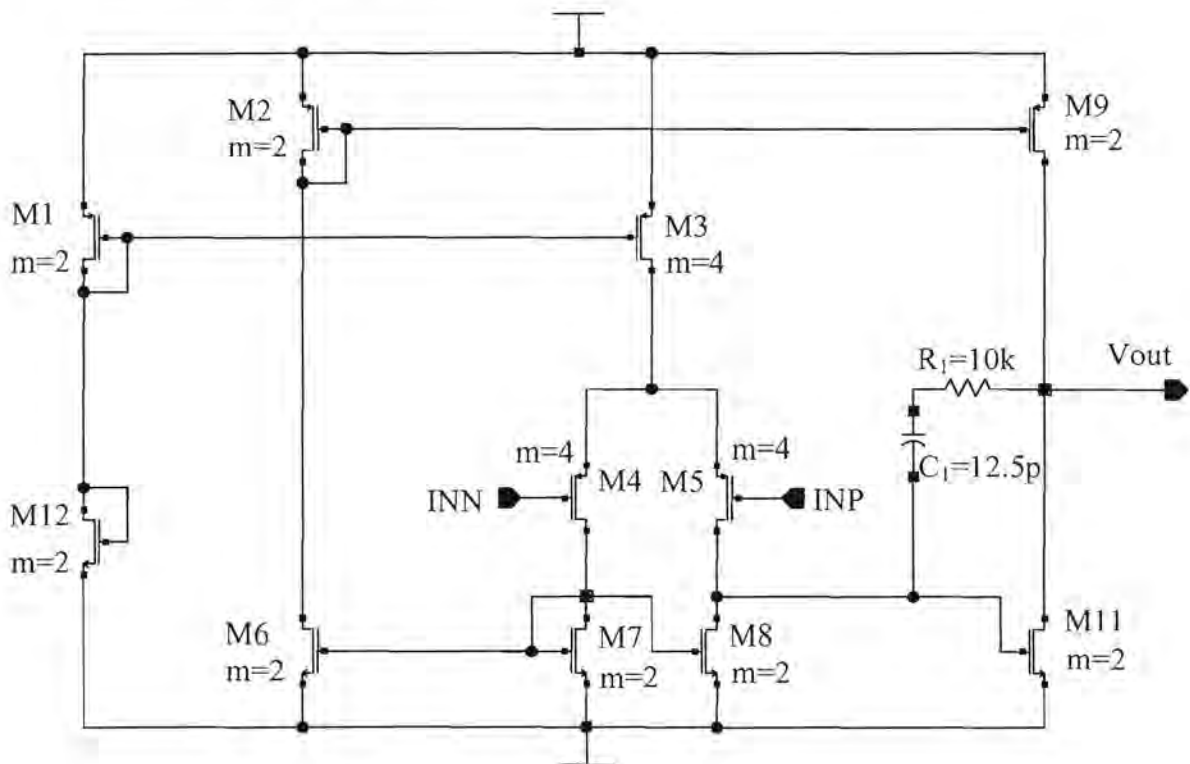 M2
m=2
M9
m=2
M1
m=2
M3
m=4
R1=10k
Vout
m=4
m=4
M4
M5
C1=12.5p
INN
INP
M12
m=2
M6
m=2
M7
m=2
M8
m=2
M11
m=2